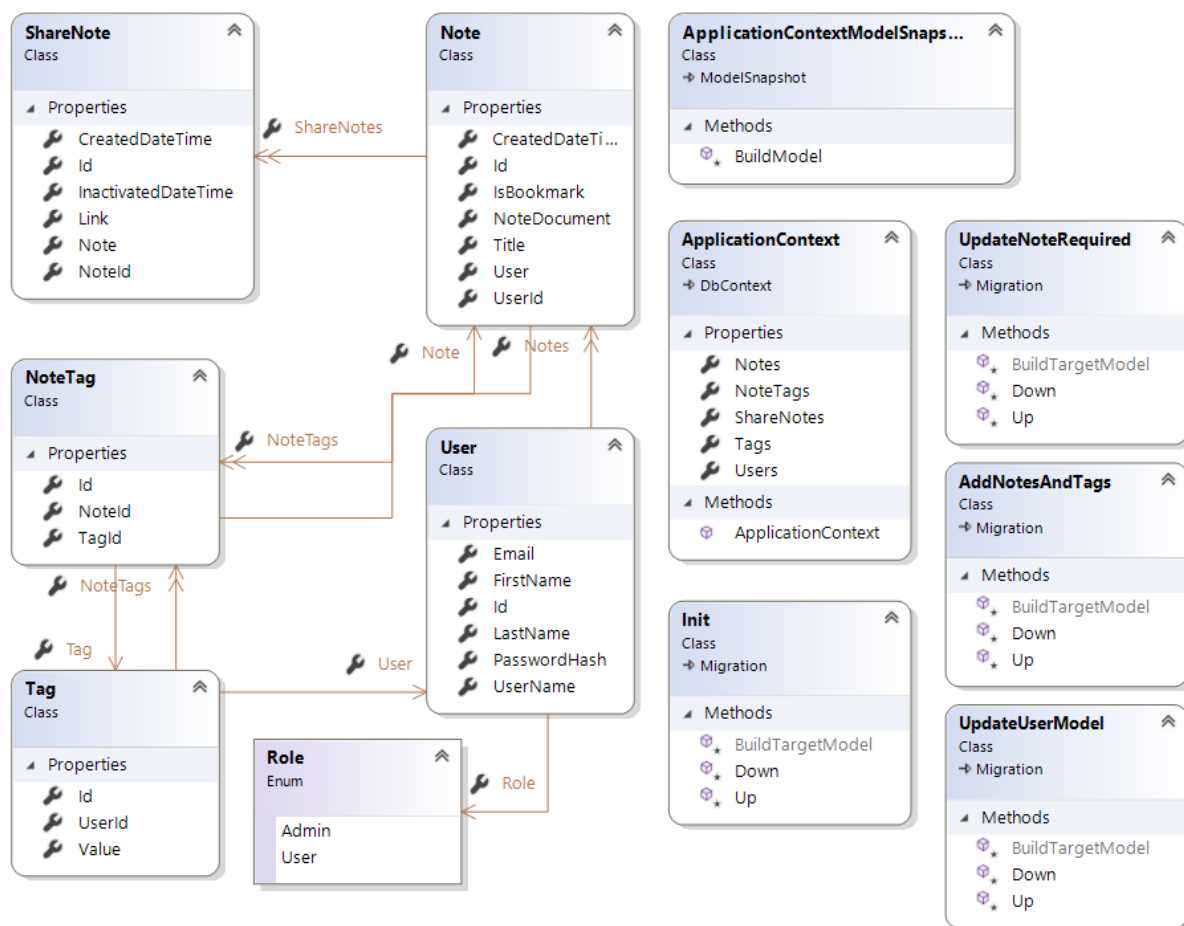 ShareNote
Class
Properties
CreatedDateTime
Id
InactivatedDateTime
Link
Note
NoteId
ShareNotes
Note
Class
Properties
CreatedDateTi...
Id
IsBookmark
NoteDocument
Title
User
UserId
ApplicationContextModelSnaps...
Class
ModelSnapshot
Methods
BuildModel
ApplicationContext
Class
DbContext
Properties
Notes
NoteTags
ShareNotes
Tags
Users
Methods
ApplicationContext
UpdateNoteRequired
Class
Migration
Methods
BuildTargetModel
Down
Up
Note
Notes
NoteTag
Class
Properties
Id
NoteId
TagId
NoteTags
User
Class
Properties
Email
FirstName
Id
LastName
PasswordHash
UserName
AddNotesAndTags
Class
Migration
Methods
BuildTargetModel
Down
Up
NoteTags
Tag
User
Init
Class
Migration
Methods
BuildTargetModel
Down
Up
Tag
Class
Properties
Id
UserId
Value
Role
Enum
Admin
User
Role
UpdateUserModel
Class
Migration
Methods
BuildTargetModel
Down
Up